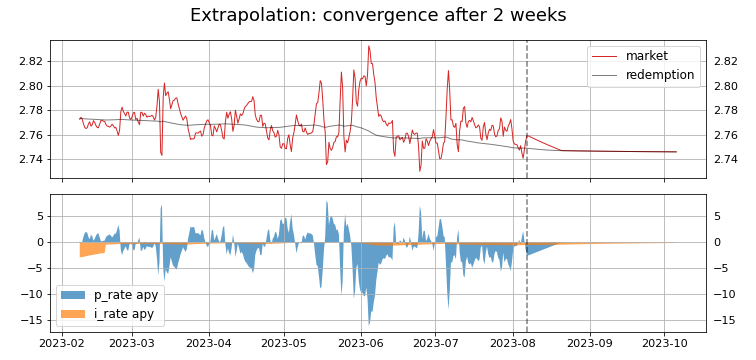 Extrapolation: convergence after 2 weeks
2.82 2.82
2.80 2.80
2.78 2.78
2.76 2.76
2.74 2.74
market
redemption
5
0
−5
−10
−15
5
0
−5
−10
−15
p_rate apy
i_rate apy
2023-02 2023-03 2023-04 2023-05 2023-06 2023-07 2023-08 2023-09 2023-10